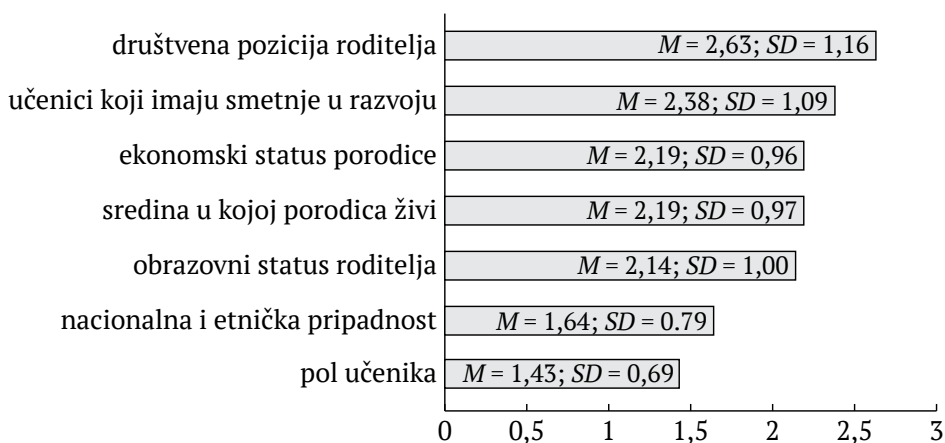 društvena pozicija roditelja M = 2,63; SD = 1,16
učenici koji imaju smetnje u razvoju M = 2,38; SD = 1,09
ekonomski status porodice M = 2,19; SD = 0,96
sredina u kojoj porodica živi M = 2,19; SD = 0,97
obrazovni status roditelja M = 2,14; SD = 1,00
nacionalna i etnička pripadnost M = 1,64; SD = 0.79
pol učenika M = 1,43; SD = 0,69
0 0,5 1 1,5 2 2,5 3